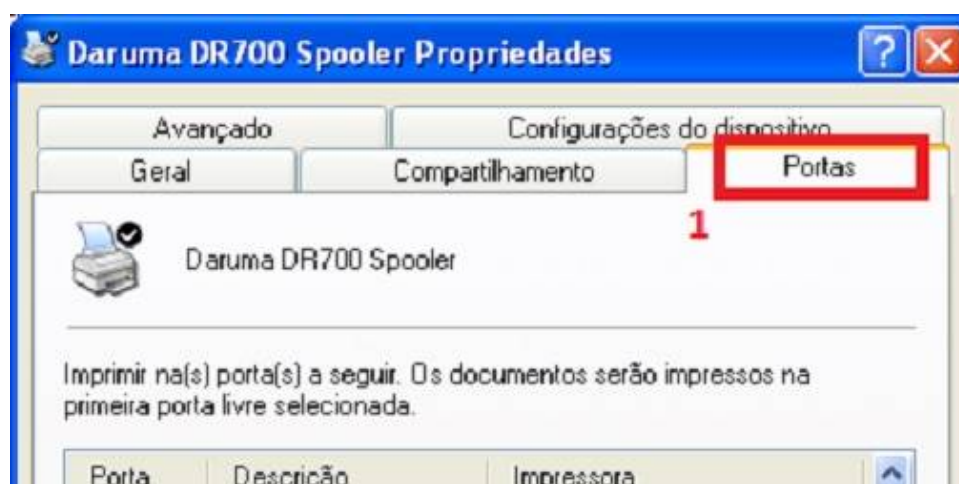 Daruma DR700 Spooler Propriedades
Avançado Configurações do dispositivo
Geral Compartilhamento Portas
1
Daruma DR700 Spooler
Imprimir na(s) porta(s) a seguir. Os documentos serão impressos na
primeira porta livre selecionada.
Porta Descrição Impressora